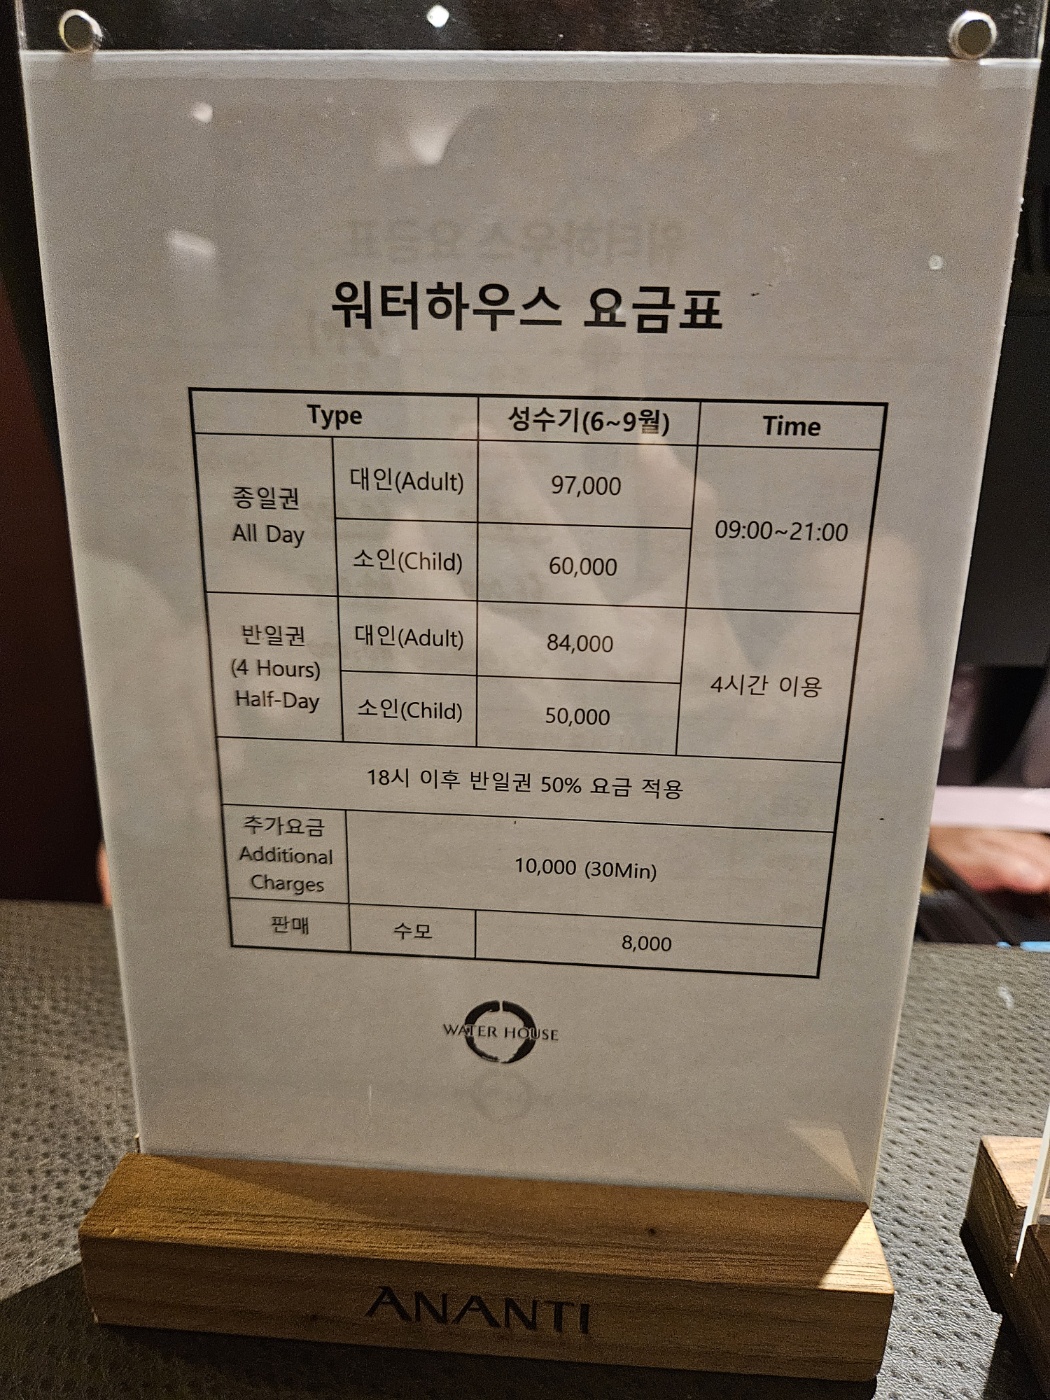 워터하우스 요금표
Type 성수기(6~9월) Time
종일권
All Day
대인(Adult) 97,000
소인(Child) 60,000
09:00~21:00
반일권
(4 Hours)
Half-Day
대인(Adult) 84,000
소인(Child) 50,000
4시간 이용
18시 이후 반일권 50% 요금 적용
추가요금
Additional
Charges
10,000 (30Min)
판매 수모 8,000
WATER HOUSE
ANANTI